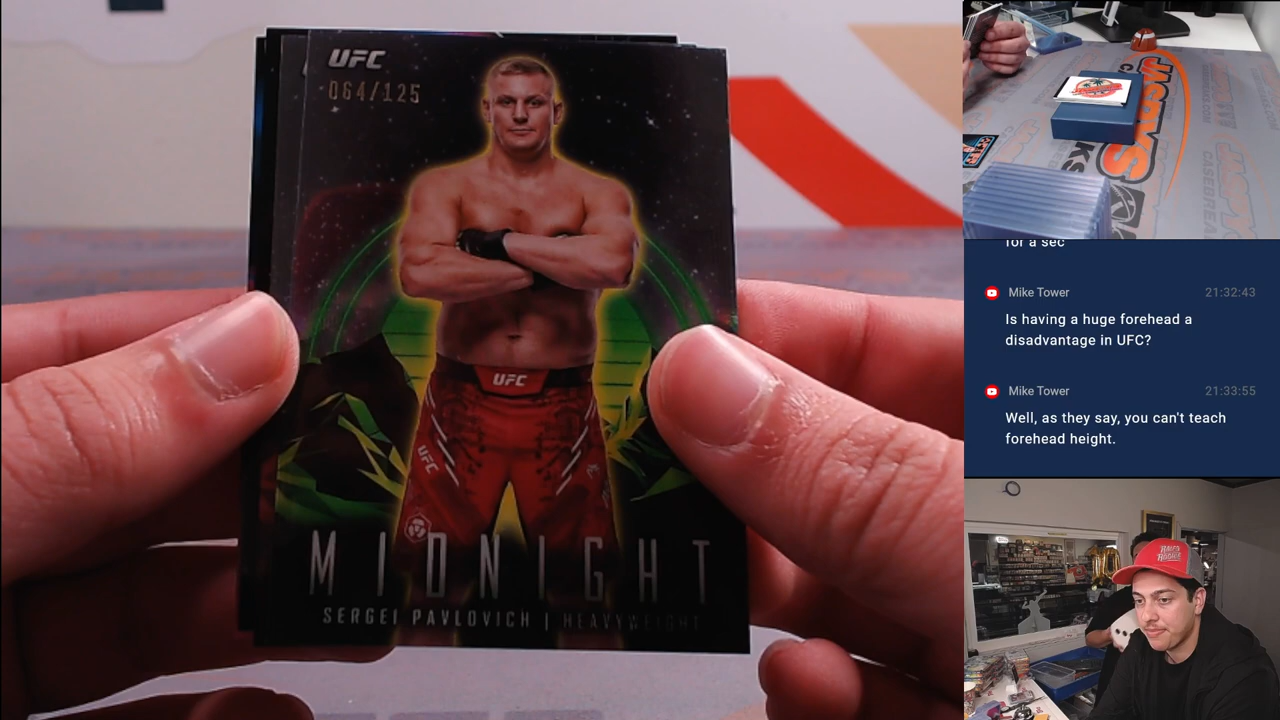 UFC
064/125
UFC
UFC
MIDNIGHT
SERGEI PAVLOVICH | HEAVYWEIGHT
JASPYS
for a sec
Mike Tower 21:32:43
Is having a huge forehead a
disadvantage in UFC?
Mike Tower 21:33:55
Well, as they say, you can't teach
forehead height.